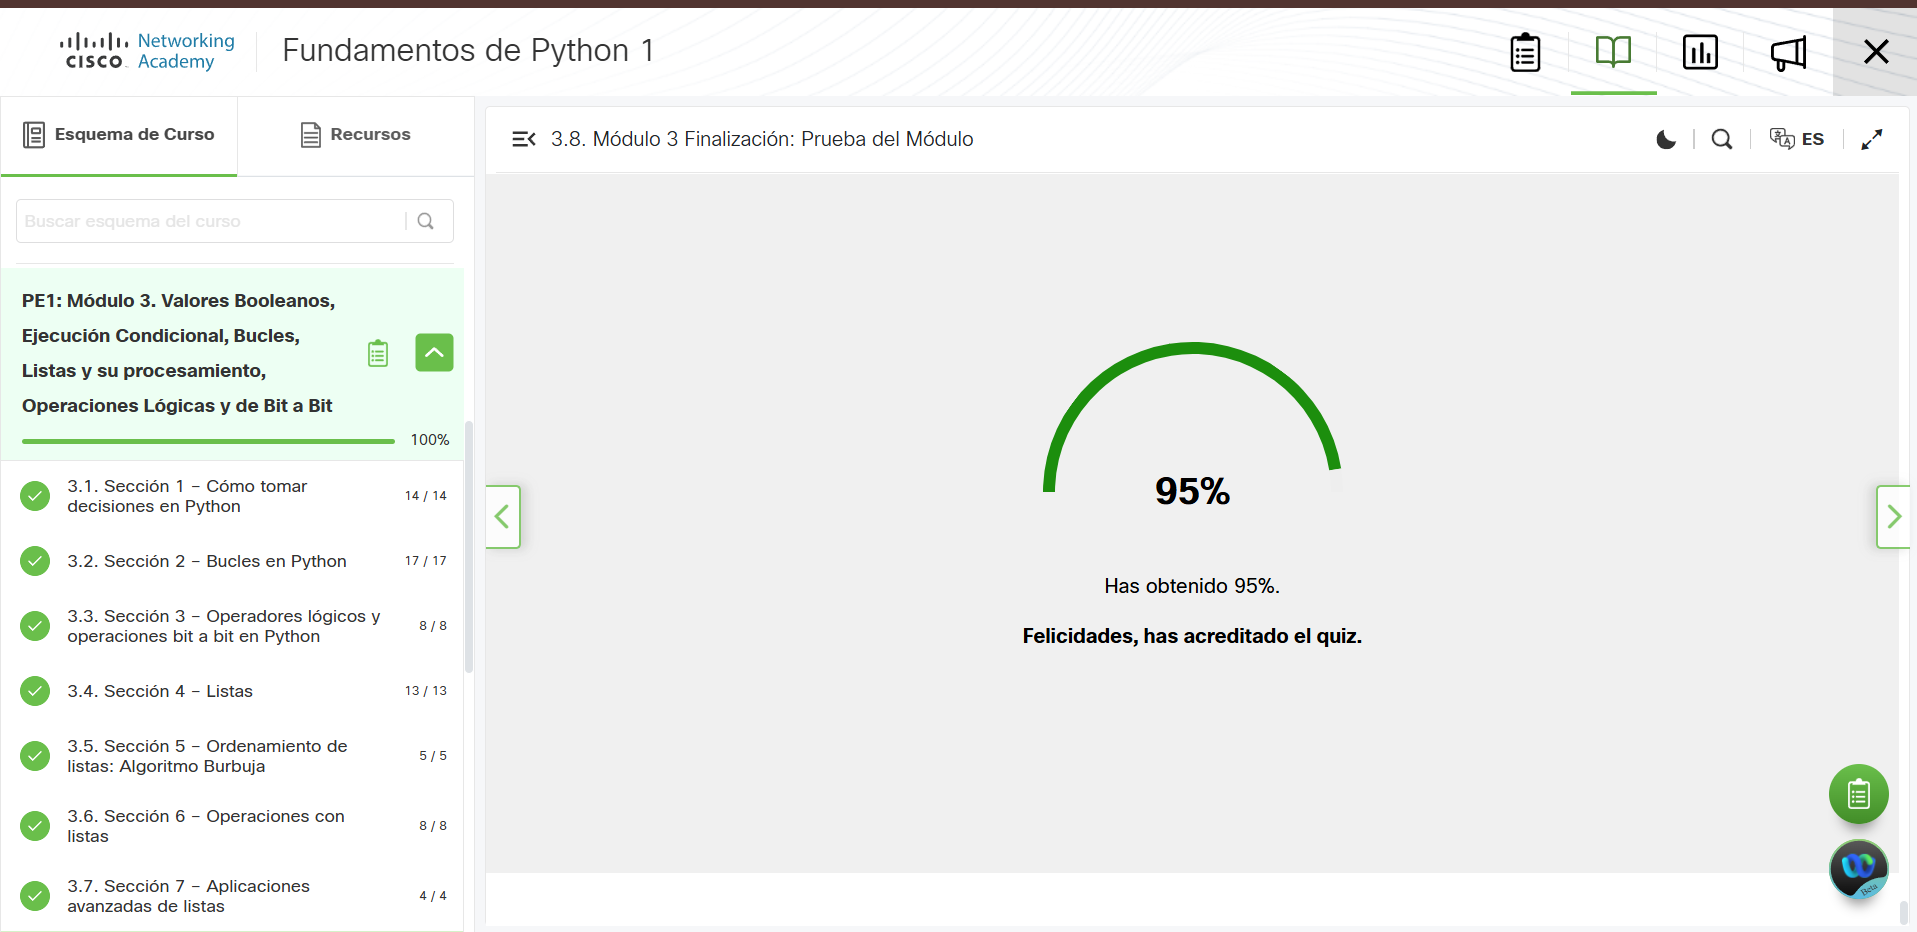 Networking
CISCO Academy
Fundamentos de Python 1
Esquema de Curso
Recursos
Buscar esquema del curso
PE1: Módulo 3. Valores Booleanos,
Ejecución Condicional, Bucles,
Listas y su procesamiento,
Operaciones Lógicas y de Bit a Bit
100%
3.1. Sección 1 – Cómo tomar
decisiones en Python
14 / 14
3.2. Sección 2 – Bucles en Python
17 / 17
3.3. Sección 3 – Operadores lógicos y
operaciones bit a bit en Python
8 / 8
3.4. Sección 4 – Listas
13 / 13
3.5. Sección 5 – Ordenamiento de
listas: Algoritmo Burbuja
5 / 5
3.6. Sección 6 – Operaciones con
listas
8 / 8
3.7. Sección 7 – Aplicaciones
avanzadas de listas
4 / 4
3.8. Módulo 3 Finalización: Prueba del Módulo
ES
95%
Has obtenido 95%.
Felicidades, has acreditado el quiz.
Beta